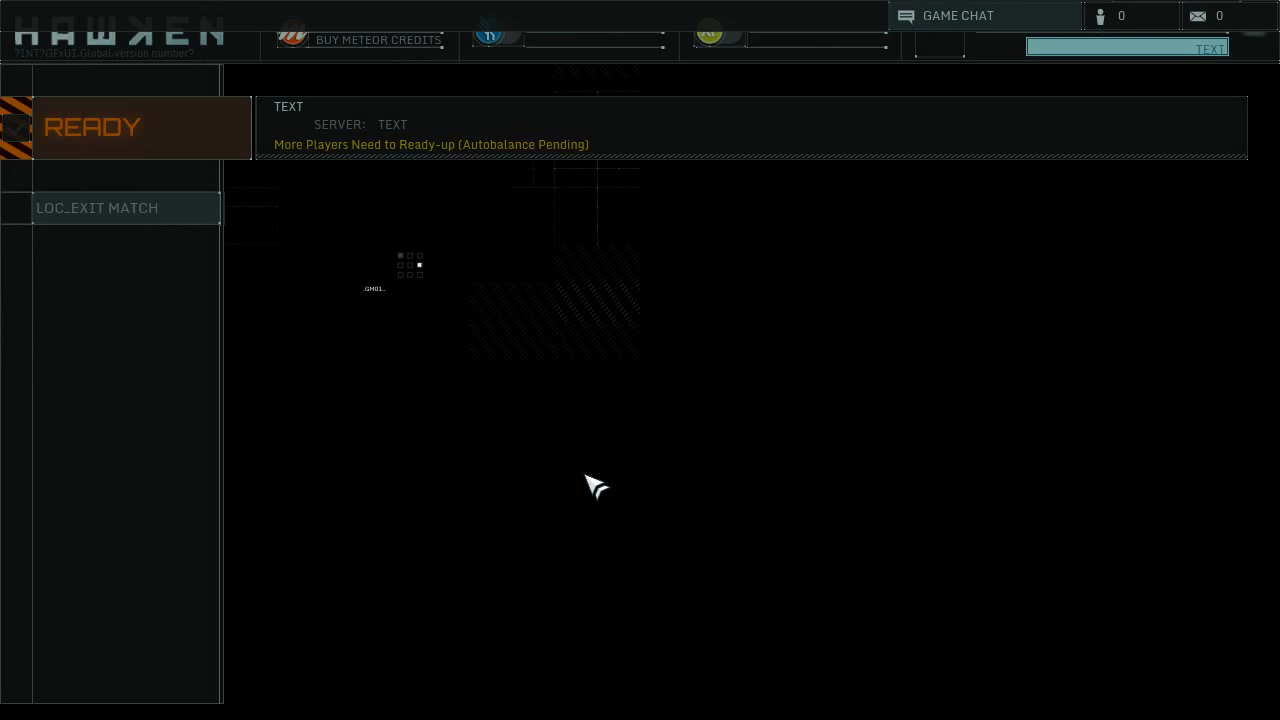 HAWKEN
?INT?GFxUI.Global.version number?
BUY METEOR CREDITS
GAME CHAT
0
0
TEXT
READY
TEXT
SERVER: TEXT
More Players Need to Ready-up (Autobalance Pending)
LOC_EXIT MATCH
.GM01..